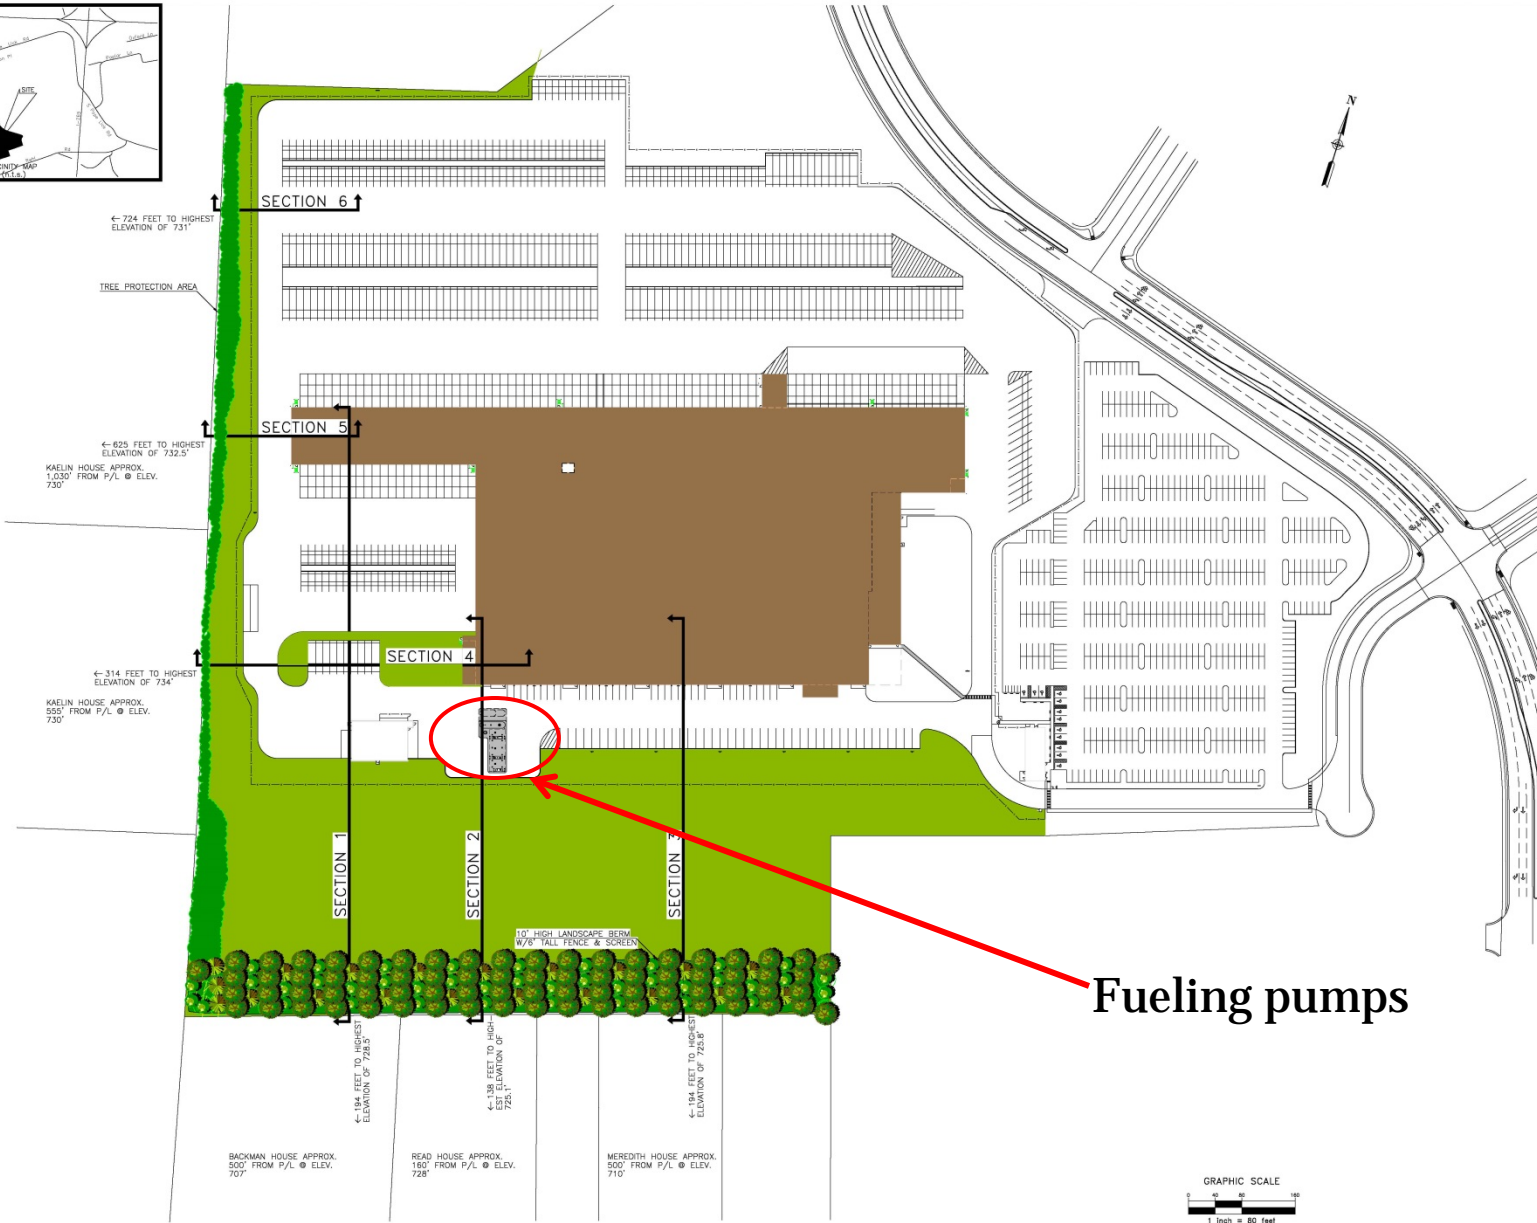 SITE
Oxford Ln
VICINITY MAP
(n.t.s.)
N
SECTION 6
← 724 FEET TO HIGHEST
ELEVATION OF 731'
TREE PROTECTION AREA
SECTION 5
← 625 FEET TO HIGHEST
ELEVATION OF 732.5'
KAELIN HOUSE APPROX.
1,030' FROM P/L @ ELEV.
730'
SECTION 4
← 314 FEET TO HIGHEST
ELEVATION OF 734'
KAELIN HOUSE APPROX.
555' FROM P/L @ ELEV.
730'
SECTION 1
SECTION 2
SECTION 3
10' HIGH LANDSCAPE BERM
W/6' TALL FENCE & SCREEN
Fueling pumps
← 194 FEET TO HIGHEST
ELEVATION OF 728.5'
← 138 FEET TO HIGH-
EST ELEVATION OF
725.1'
← 194 FEET TO HIGHEST
ELEVATION OF 725.8'
BACKMAN HOUSE APPROX.
500' FROM P/L @ ELEV.
707'
READ HOUSE APPROX.
160' FROM P/L @ ELEV.
728'
MEREDITH HOUSE APPROX.
500' FROM P/L @ ELEV.
710'
GRAPHIC SCALE
0 40 80 160
1 inch = 80 feet